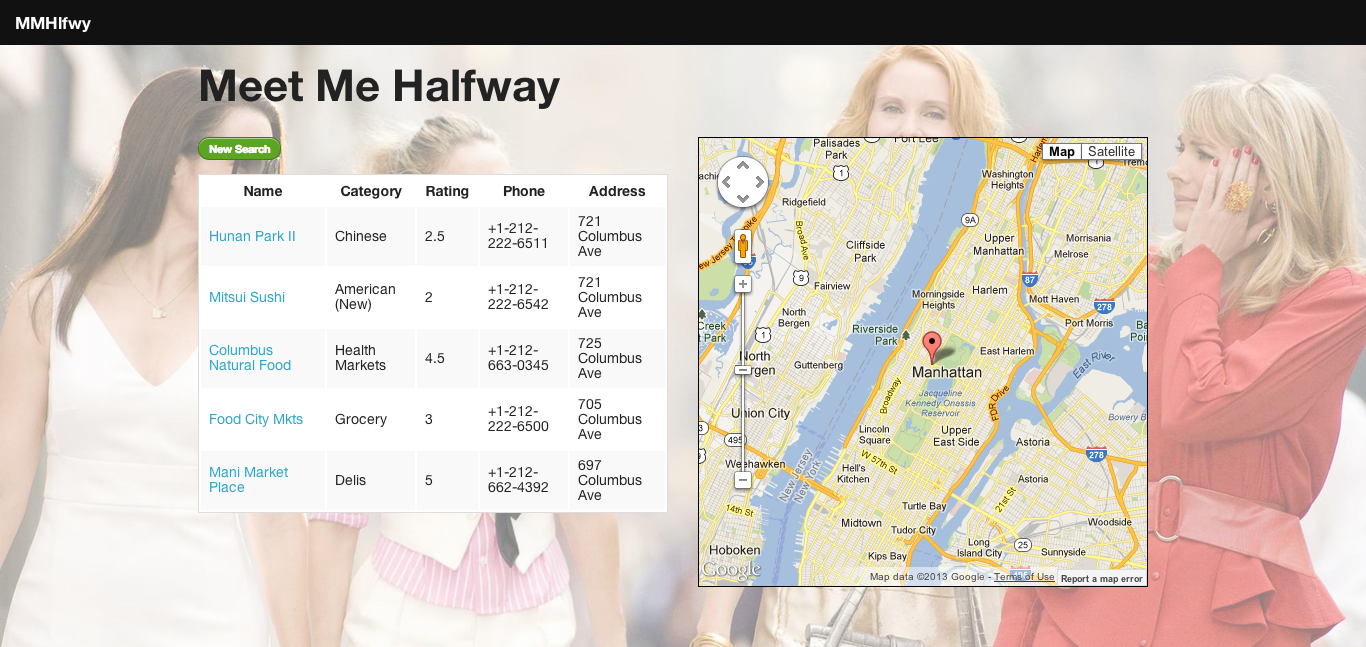 MMHlfwy
Meet Me Halfway
New Search
Name Category Rating Phone Address
Hunan Park II Chinese 2.5 +1-212-
222-6511 721
Columbus
Ave
Mitsui Sushi American
(New) 2 +1-212-
222-6542 721
Columbus
Ave
Columbus
Natural Food Health
Markets 4.5 +1-212-
663-0345 725
Columbus
Ave
Food City Mkts Grocery 3 +1-212-
222-6500 705
Columbus
Ave
Mani Market
Place Delis 5 +1-212-
662-4392 697
Columbus
Ave
Map Satellite
Palisades
Park
Fort Lee
1
1
Washington
Heights
Ridgefield
9A
Broad Ave
Cliffside
Park
Upper
Manhattan
Morrisania
Melrose
9
Fairview
87
Harlem
Mott Haven
278
Morningside
Heights
North
Bergen
Port Morris
1
Riverside
Park
East Harlem
North
Guttenberg
Manhattan
East River
Jacqueline
Kennedy Onassis
Reservoir
Broadway
FDR Drive
Union City
Bowery B
Lincoln
Square
Upper
East Side
Astoria
495
W 57th St
278
Weehawken
Hell's
Kitchen
New Jersey
New York
Astoria
21st St
14th St
Turtle Bay
Midtown
Tudor City
Woodside
Long
Island City
25
Sunnyside
Hoboken
Kips Bay
Google
Map data ©2013 Google - Terms of Use
Report a map error